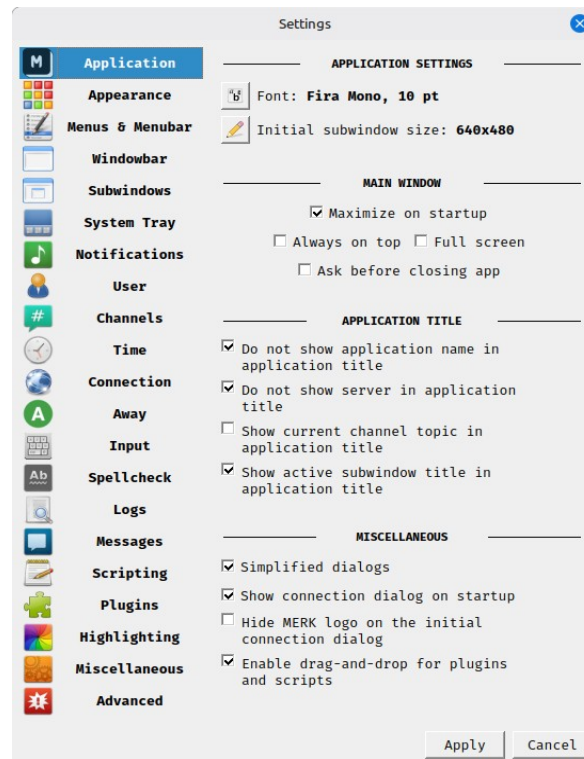 Settings
M
Application
Appearance
Menus & Menubar
Windowbar
Subwindows
System Tray
Notifications
User
#
Channels
Time
Connection
A
Away
Input
Ab
Spellcheck
Logs
Messages
Scripting
Plugins
Highlighting
Miscellaneous
Advanced
APPLICATION SETTINGS
Font: Fira Mono, 10 pt
Initial subwindow size: 640x480
MAIN WINDOW
Maximize on startup
Always on top Full screen
Ask before closing app
APPLICATION TITLE
Do not show application name in
application title
Do not show server in application
title
Show current channel topic in
application title
Show active subwindow title in
application title
MISCELLANEOUS
Simplified dialogs
Show connection dialog on startup
Hide MERK logo on the initial
connection dialog
Enable drag-and-drop for plugins
and scripts
Apply Cancel